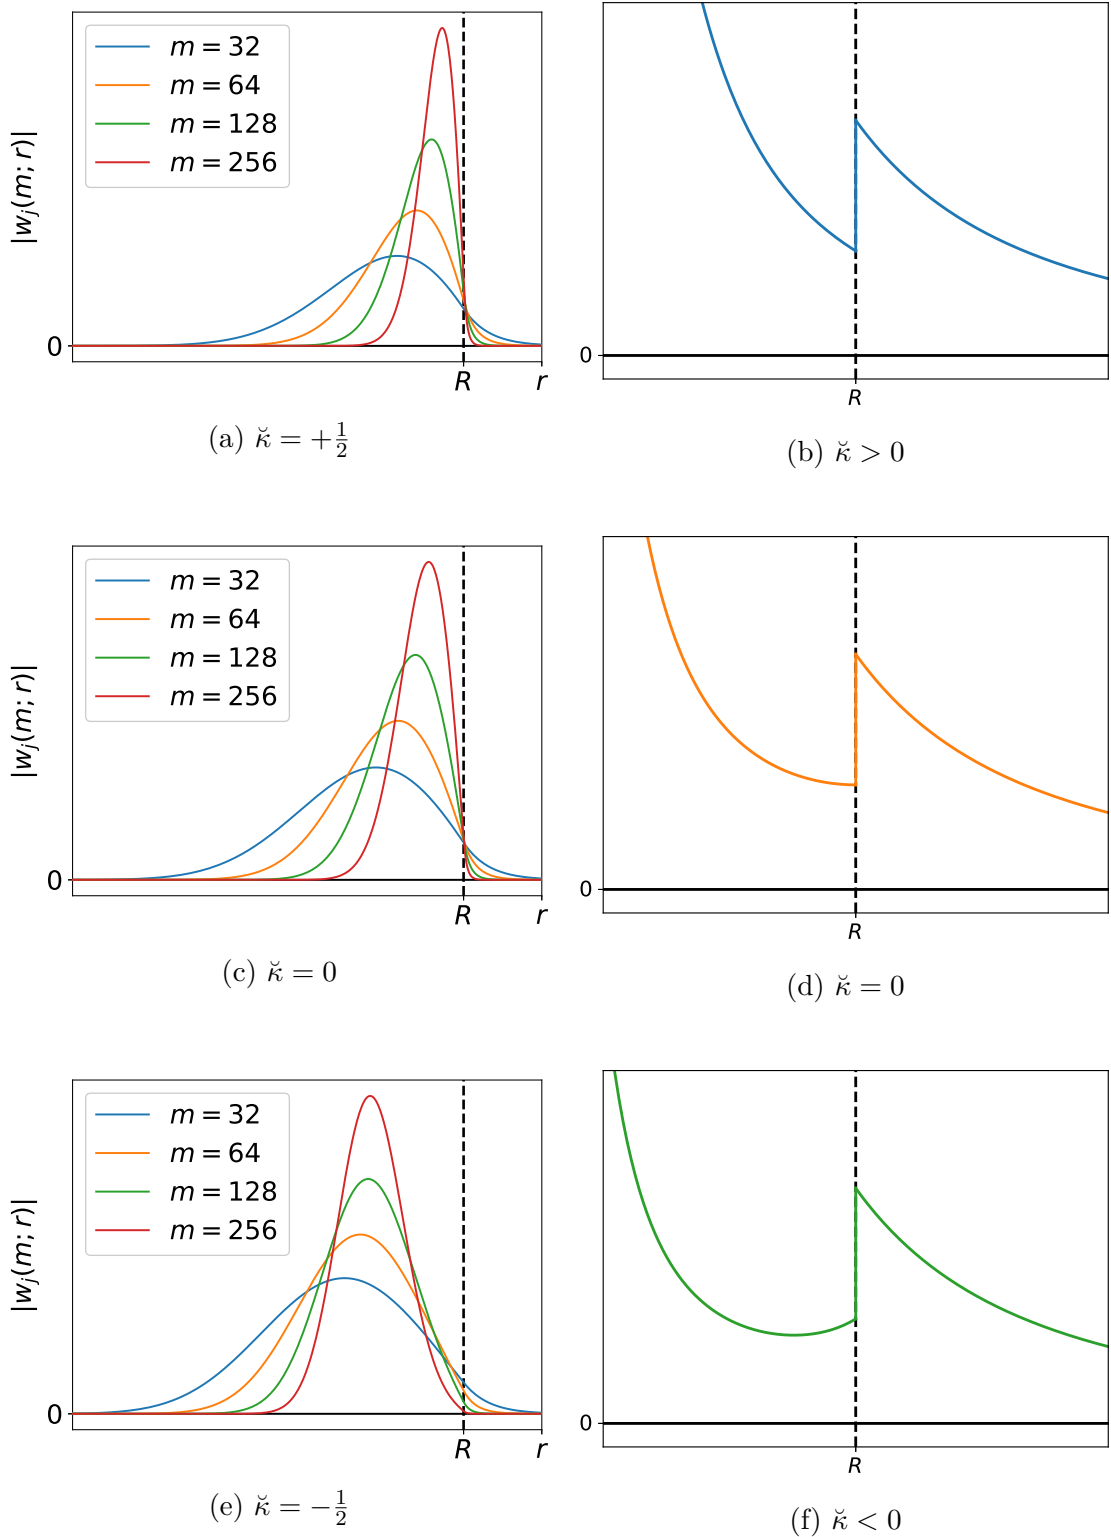 |w_j(m; r)|
m = 32
m = 64
m = 128
m = 256
0
R
r
(a) κ̆ = +1/2
0
R
(b) κ̆ > 0
|w_j(m; r)|
m = 32
m = 64
m = 128
m = 256
0
R
r
(c) κ̆ = 0
0
R
(d) κ̆ = 0
|w_j(m; r)|
m = 32
m = 64
m = 128
m = 256
0
R
r
(e) κ̆ = −1/2
0
R
(f) κ̆ < 0